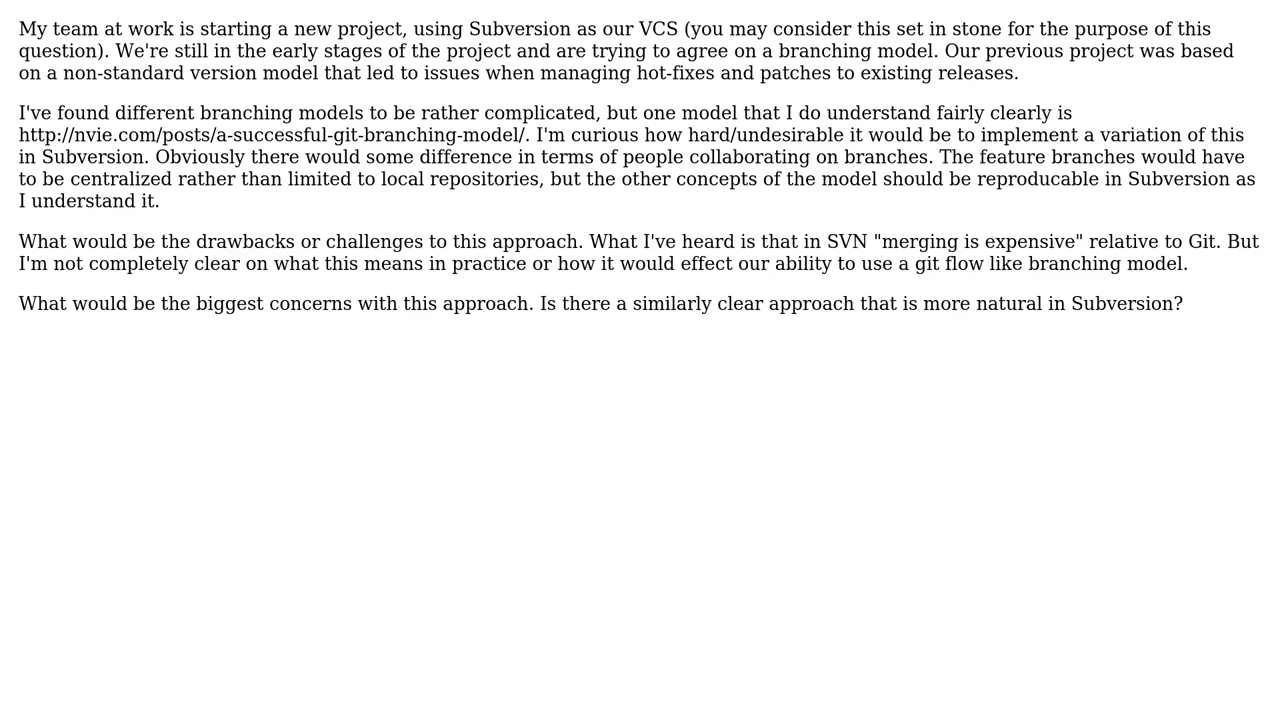 My team at work is starting a new project, using Subversion as our VCS (you may consider this set in stone for the purpose of this
question). We're still in the early stages of the project and are trying to agree on a branching model. Our previous project was based
on a non-standard version model that led to issues when managing hot-fixes and patches to existing releases.
I've found different branching models to be rather complicated, but one model that I do understand fairly clearly is
http://nvie.com/posts/a-successful-git-branching-model/. I'm curious how hard/undesirable it would be to implement a variation of this
in Subversion. Obviously there would some difference in terms of people collaborating on branches. The feature branches would have
to be centralized rather than limited to local repositories, but the other concepts of the model should be reproducable in Subversion as
I understand it.
What would be the drawbacks or challenges to this approach. What I've heard is that in SVN "merging is expensive" relative to Git. But
I'm not completely clear on what this means in practice or how it would effect our ability to use a git flow like branching model.
What would be the biggest concerns with this approach. Is there a similarly clear approach that is more natural in Subversion?